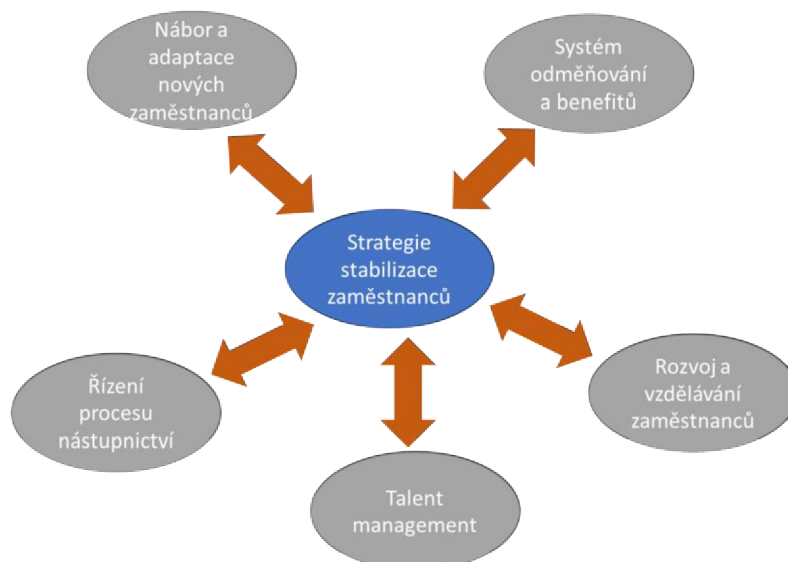 Nábor a
adaptace
nových
zaměstnanců
Systém
odměňování
a benefitů
Strategie
stabilizace
zaměstnanců
Řízení
procesu
nástupnictví
Rozvoj a
vzdělávání
zaměstnanců
Talent
management